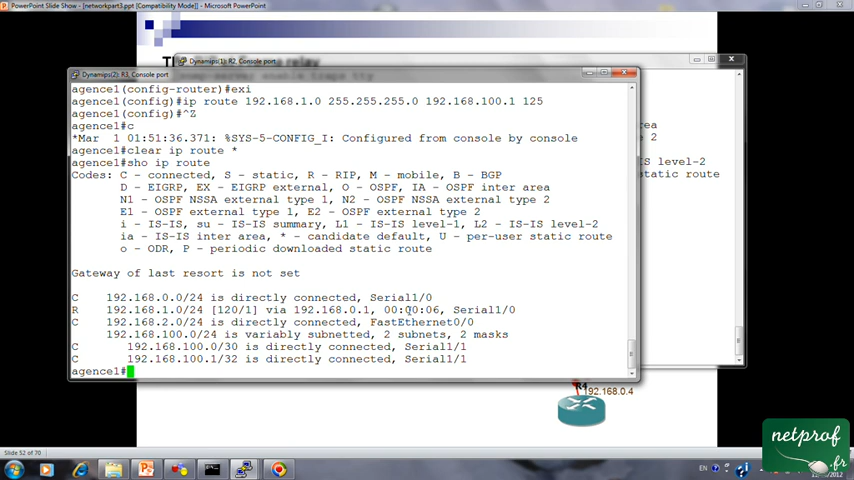 PowerPoint Slide Show - [networkpart3.ppt [Compatibility Mode]] - Microsoft PowerPoint
Dynamips(1): R2, Console port
Dynamips(2): R3, Console port
agence1(config-router)#exi
agence1(config)#ip route 192.168.1.0 255.255.255.0 192.168.100.1 125
agence1(config)#^Z
agence1#c
*Mar  1 01:51:36.371: %SYS-5-CONFIG_I: Configured from console by console
agence1#clear ip route *
agence1#sho ip route
Codes: C - connected, S - static, R - RIP, M - mobile, B - BGP
D - EIGRP, EX - EIGRP external, O - OSPF, IA - OSPF inter area
N1 - OSPF NSSA external type 1, N2 - OSPF NSSA external type 2
E1 - OSPF external type 1, E2 - OSPF external type 2
i - IS-IS, su - IS-IS summary, L1 - IS-IS level-1, L2 - IS-IS level-2
ia - IS-IS inter area, * - candidate default, U - per-user static route
o - ODR, P - periodic downloaded static route
Gateway of last resort is not set
C    192.168.0.0/24 is directly connected, Serial1/0
R    192.168.1.0/24 [120/1] via 192.168.0.1, 00:00:06, Serial1/0
C    192.168.2.0/24 is directly connected, FastEthernet0/0
192.168.100.0/24 is variably subnetted, 2 subnets, 2 masks
C       192.168.100.0/30 is directly connected, Serial1/1
C       192.168.100.1/32 is directly connected, Serial1/1
agence1#
area
2
IS level-2
static route
R4
192.168.0.4
netprof
.fr
Slide 52 of 70
EN